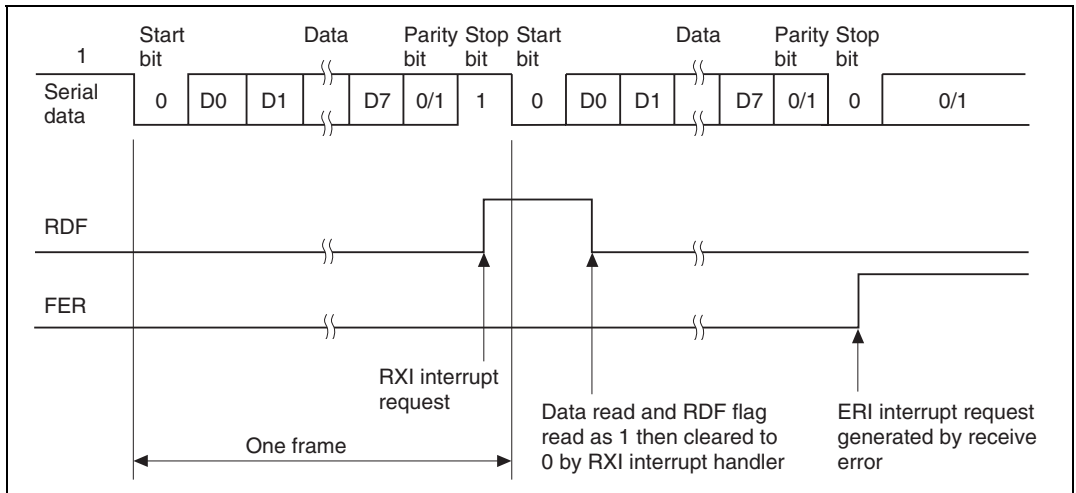 Start bit Data Parity bit Stop bit Start bit Data Parity bit Stop bit
1
Serial data 0 D0 D1 D7 0/1 1 0 D0 D1 D7 0/1 0 0/1
RDF
FER
RXI interrupt
request
Data read and RDF flag
read as 1 then cleared to
0 by RXI interrupt handler
ERI interrupt request
generated by receive
error
One frame